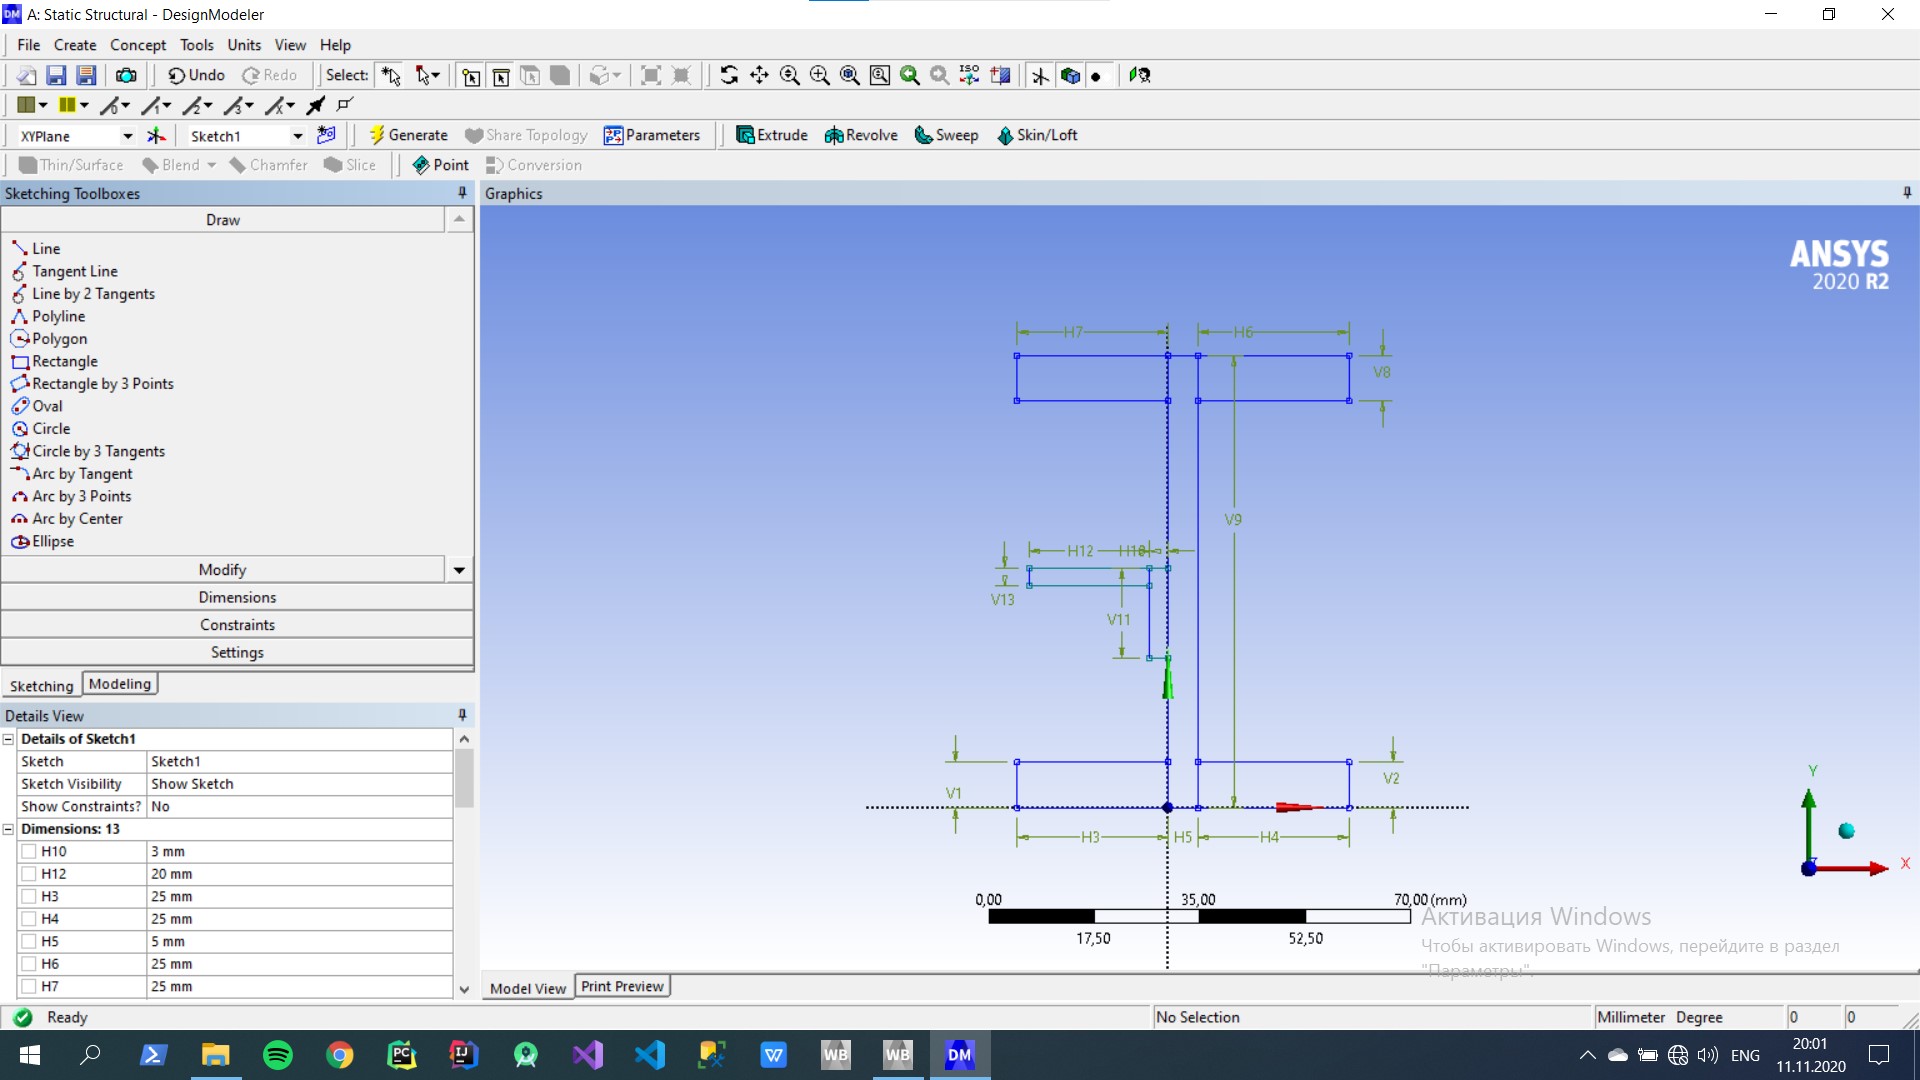 DM A: Static Structural - DesignModeler
File Create Concept Tools Units View Help
Undo Redo Select: ISO
XYPlane Sketch1 Generate Share Topology Parameters Extrude Revolve Sweep Skin/Loft
Thin/Surface Blend Chamfer Slice Point Conversion
Sketching Toolboxes
Draw
Line
Tangent Line
Line by 2 Tangents
Polyline
Polygon
Rectangle
Rectangle by 3 Points
Oval
Circle
Circle by 3 Tangents
Arc by Tangent
Arc by 3 Points
Arc by Center
Ellipse
Modify
Dimensions
Constraints
Settings
Sketching Modeling
Details View
Details of Sketch1
Sketch Sketch1
Sketch Visibility Show Sketch
Show Constraints? No
Dimensions: 13
H10 3 mm
H12 20 mm
H3 25 mm
H4 25 mm
H5 5 mm
H6 25 mm
H7 25 mm
Graphics
ANSYS
2020 R2
H7 H6
V8
V9
H12 H10
V13
V11
V1 V2
H3 H5 H4
Y
X
0,00 35,00 70,00 (mm)
17,50 52,50
Активация Windows
Чтобы активировать Windows, перейдите в раздел
"Параметры".
Model View Print Preview
Ready No Selection Millimeter Degree 0 0
PC IJ W WB WB DM ENG 20:01
11.11.2020